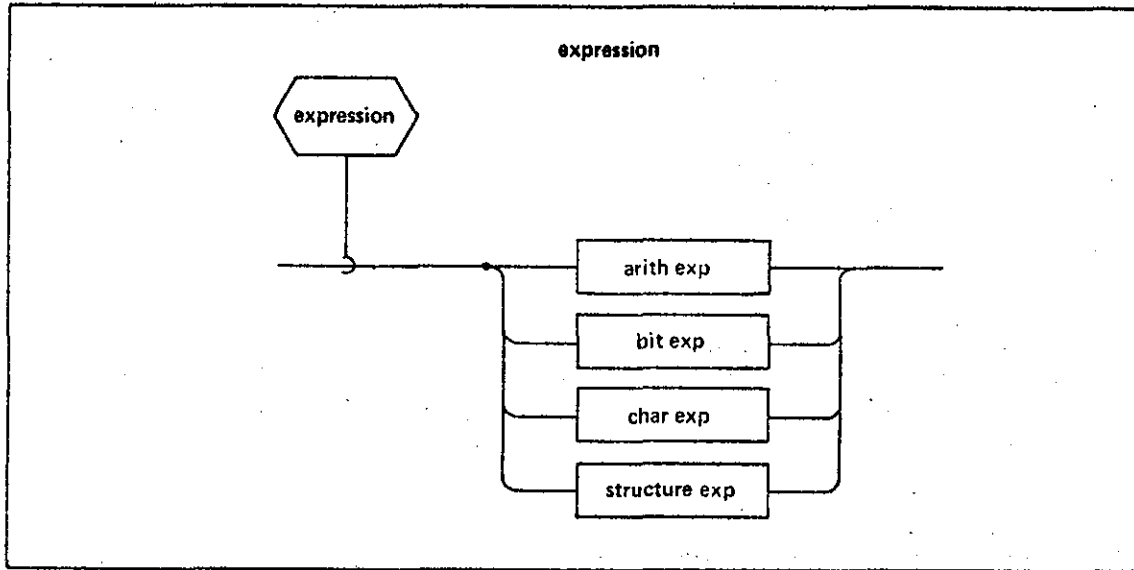 expression
expression
arith exp
bit exp
char exp
structure exp